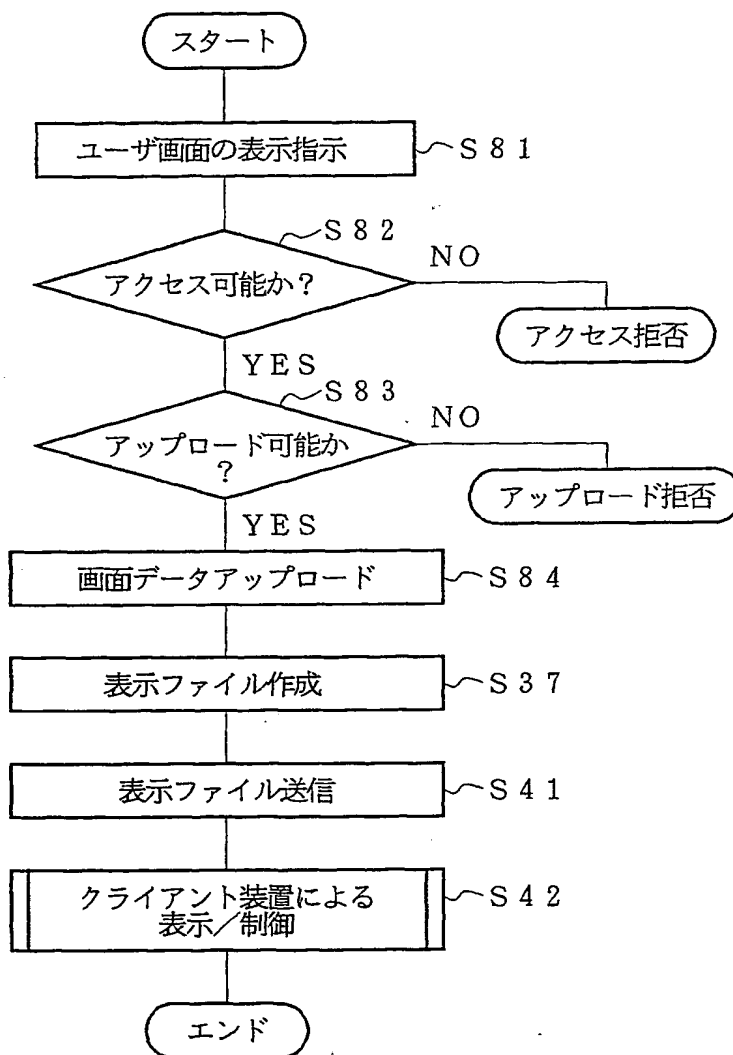 スタート
ユーザ画面の表示指示
S81
S82
アクセス可能か?
NO
アクセス拒否
YES
S83
アップロード可能か
?
NO
アップロード拒否
YES
画面データアップロード
S84
表示ファイル作成
S37
表示ファイル送信
S41
クライアント装置による
表示/制御
S42
エンド